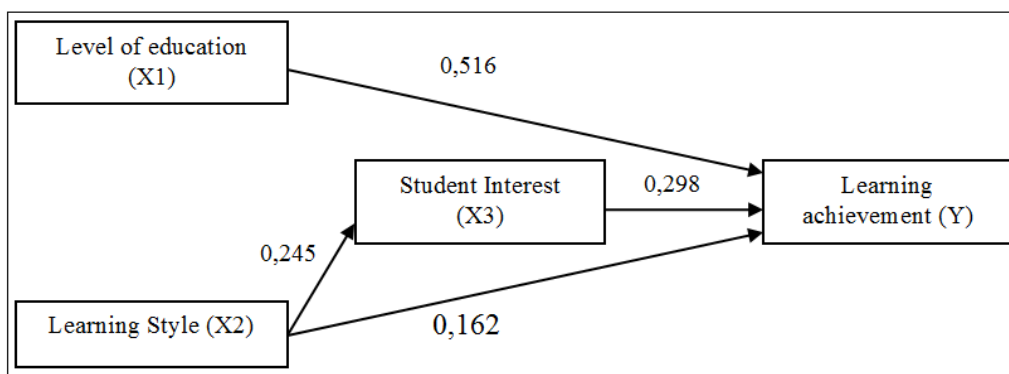 Level of education
(X1)
0,516
Student Interest
(X3)
0,298
Learning
achievement (Y)
0,245
Learning Style (X2)
0,162